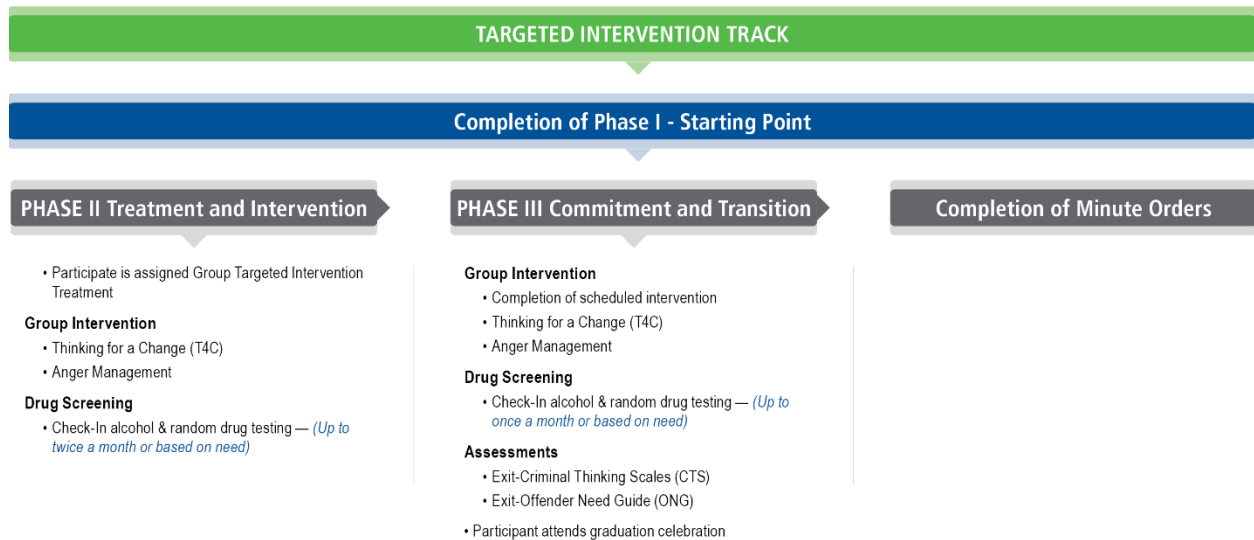 TARGETED INTERVENTION TRACK
Completion of Phase I - Starting Point
PHASE II Treatment and Intervention
• Participate is assigned Group Targeted Intervention
Treatment
Group Intervention
• Thinking for a Change (T4C)
• Anger Management
Drug Screening
• Check-In alcohol & random drug testing — (Up to
twice a month or based on need)
PHASE III Commitment and Transition
Group Intervention
• Completion of scheduled intervention
• Thinking for a Change (T4C)
• Anger Management
Drug Screening
• Check-In alcohol & random drug testing — (Up to
once a month or based on need)
Assessments
• Exit-Criminal Thinking Scales (CTS)
• Exit-Offender Need Guide (ONG)
• Participant attends graduation celebration
Completion of Minute Orders